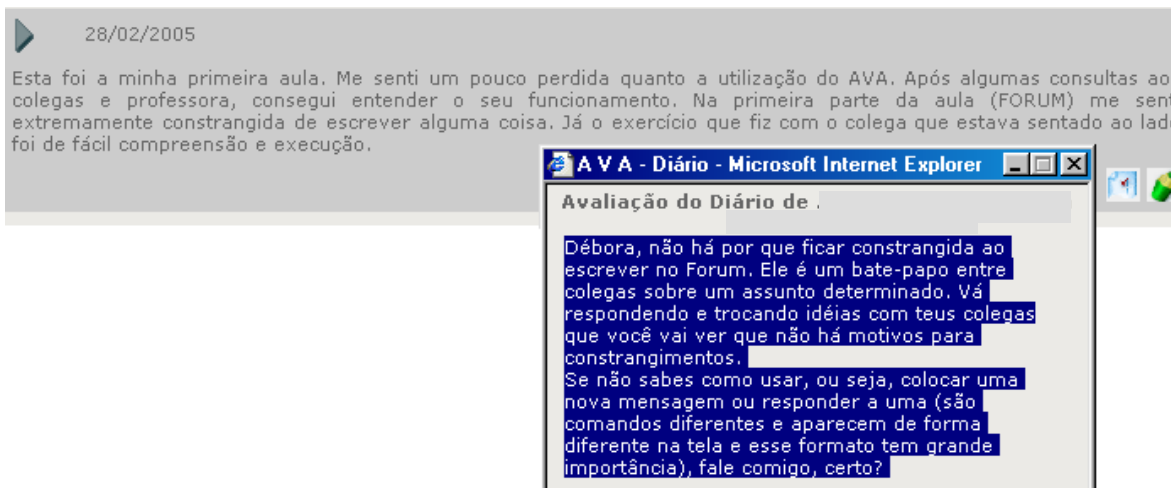 28/02/2005
Esta foi a minha primeira aula. Me senti um pouco perdida quanto a utilização do AVA. Após algumas consultas ao
colegas e professora, consegui entender o seu funcionamento. Na primeira parte da aula (FORUM) me sent
extremamente constrangida de escrever alguma coisa. Já o exercício que fiz com o colega que estava sentado ao lad
foi de fácil compreensão e execução.
A V A - Diário - Microsoft Internet Explorer
Avaliação do Diário de .
Débora, não há por que ficar constrangida ao
escrever no Forum. Ele é um bate-papo entre
colegas sobre um assunto determinado. Vá
respondendo e trocando idéias com teus colegas
que você vai ver que não há motivos para
constrangimentos.
Se não sabes como usar, ou seja, colocar uma
nova mensagem ou responder a uma (são
comandos diferentes e aparecem de forma
diferente na tela e esse formato tem grande
importância), fale comigo, certo?